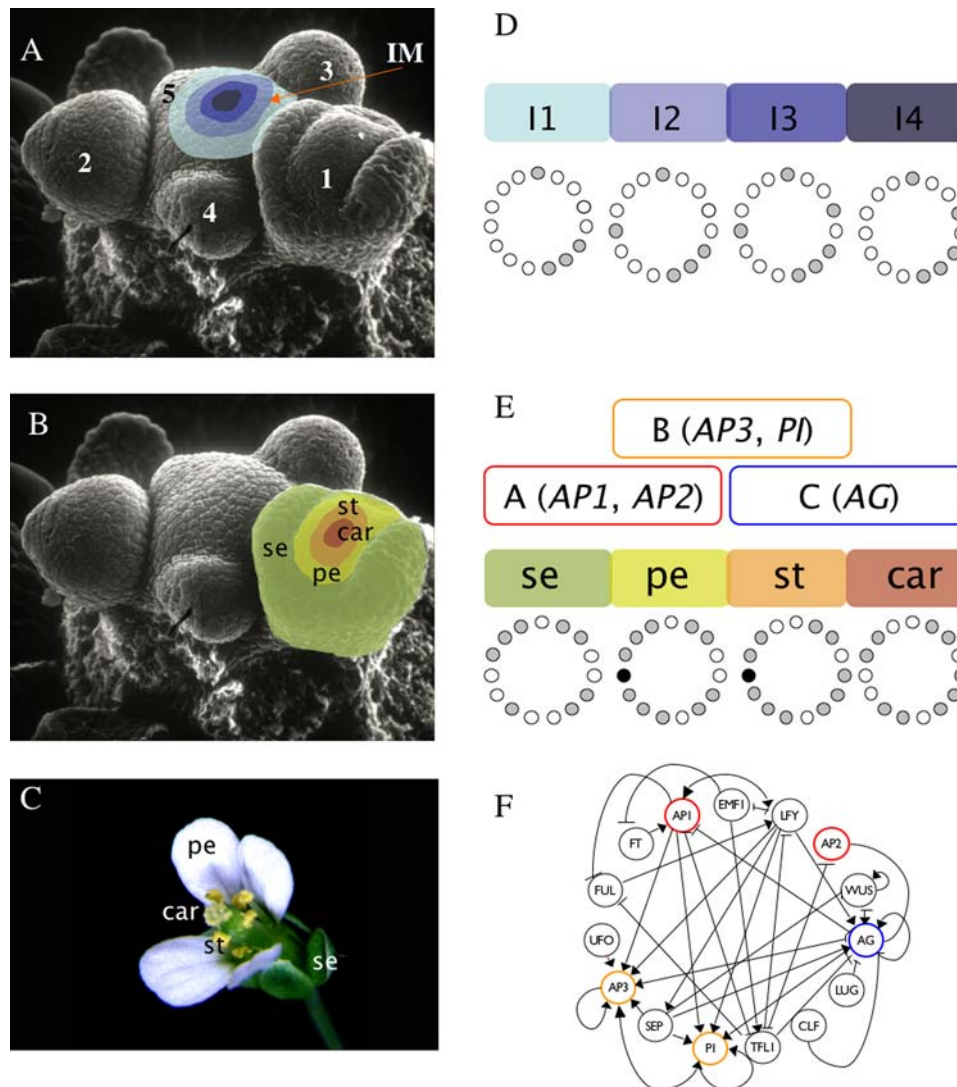 A
IM
3
5
2
1
4
B
st
car
se
pe
C
pe
car
st
se
D
I1 I2 I3 I4
E
B (AP3, PI)
A (AP1, AP2) C (AG)
se pe st car
F
EMF1
AP1 LFY
FT AP2
FUL WUS
UFO AG
AP3 LUG
SEP CLF
PI TFL1